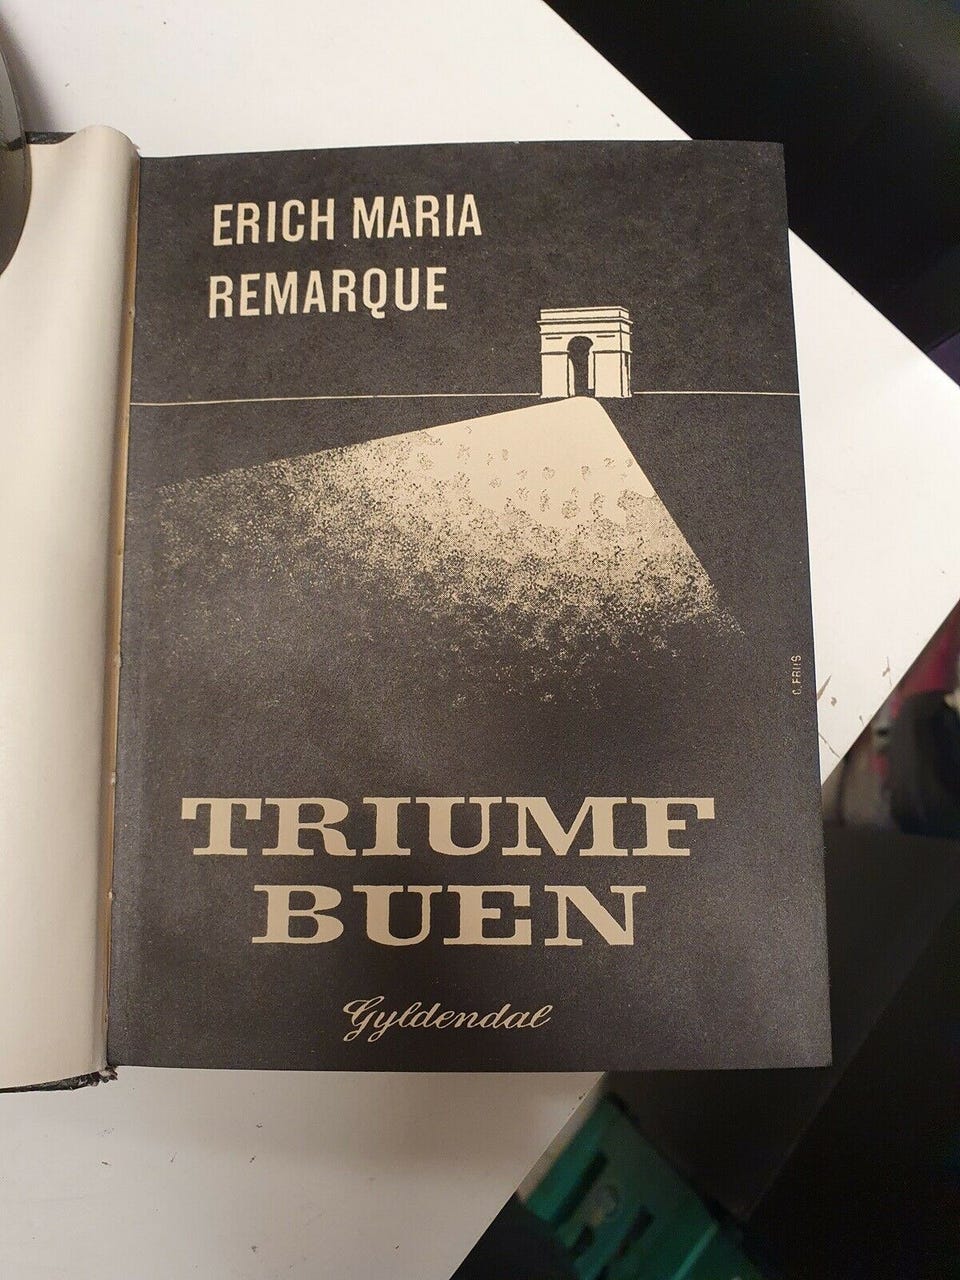 ERICH MARIA
REMARQUE
C. FRIIS
TRIUMF
BUEN
Gyldendal